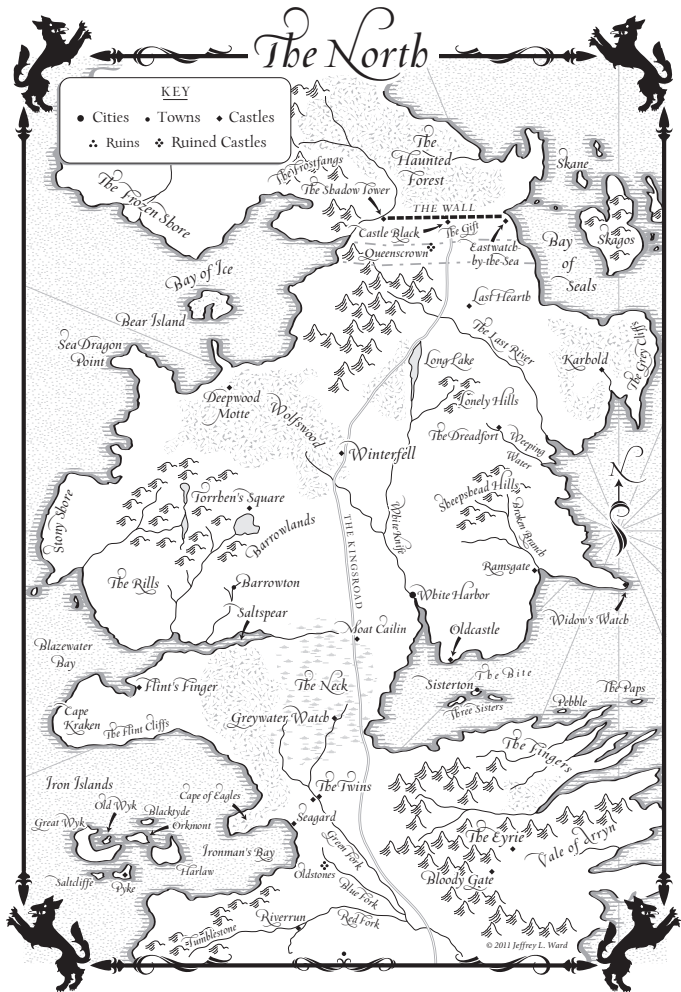 The North
KEY
Cities
Towns
Castles
Ruins
Ruined Castles
The Frostfangs
The
Haunted
Forest
Skane
The Frozen Shore
The Shadow Tower
THE WALL
Castle Black
The Gift
Skagos
Queenscrown
Eastwatch-
by-the-Sea
Bay
of
Seals
Bay of Ice
Last Hearth
Bear Island
The Last River
Sea Dragon
Point
Long Lake
Karhold
The Grey Cliffs
Deepwood
Motte
Lonely Hills
Wolfswood
The Dreadfort
Weeping
Water
Winterfell
N
Torrhen's Square
Sheepshead Hills
Stony Shore
Barrowlands
THE KINGSROAD
White Knife
Broken Branch
The Rills
Barrowton
Ramsgate
White Harbor
Saltspear
Widow's Watch
Moat Cailin
Oldcastle
Blazewater
Bay
The Bite
Flint's Finger
The Neck
Sisterton
The Paps
Pebble
Three Sisters
Cape
Kraken
The Flint Cliffs
Greywater Watch
The Fingers
Iron Islands
The Twins
Cape of Eagles
Old Wyk
Blacktyde
Great Wyk
Orkmont
Seagard
Green Fork
The Eyrie
Vale of Arryn
Ironman's Bay
Harlaw
Oldstones
Bloody Gate
Saltcliffe
Pyke
Blue Fork
Riverrun
Red Fork
Tumblestone
© 2011 Jeffrey L. Ward